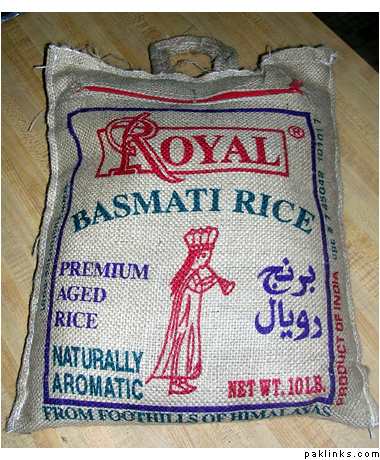 ROYAL®
BASMATI RICE
PREMIUM
AGED
RICE
برنج
رويال
NATURALLY
AROMATIC
NET WT. 10 LB.
FROM FOOTHILLS OF HIMALAYAS
PRODUCT OF INDIA
paklinks.com